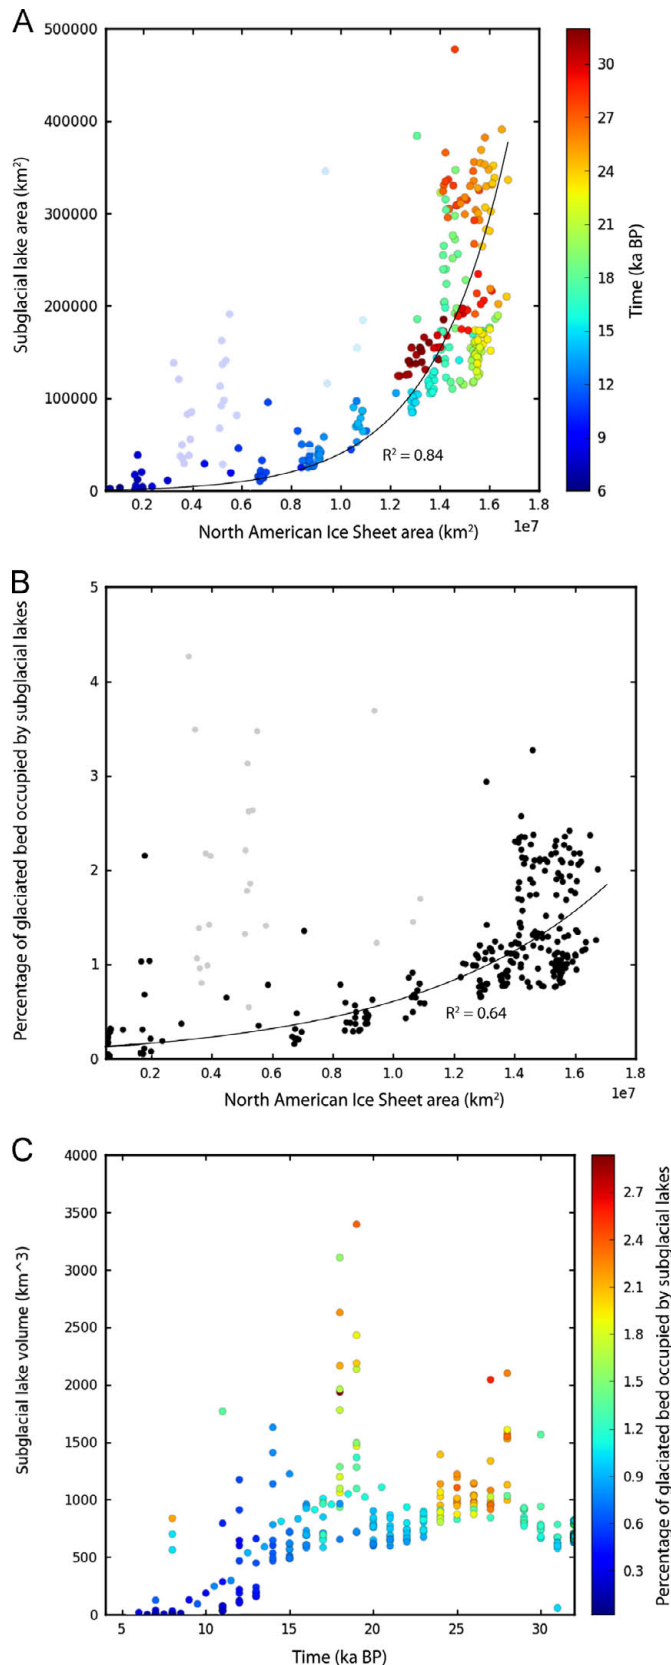 A
500000
400000
300000
200000
100000
0
Subglacial lake area (km²)
R² = 0.84
0.2 0.4 0.6 0.8 1.0 1.2 1.4 1.6 1.8
1e7
North American Ice Sheet area (km²)
30
27
24
21
18
15
12
9
6
Time (ka BP)
B
5
4
3
2
1
0
Percentage of glaciated bed occupied by subglacial lakes
R² = 0.64
0.2 0.4 0.6 0.8 1.0 1.2 1.4 1.6 1.8
1e7
North American Ice Sheet area (km²)
C
4000
3500
3000
2500
2000
1500
1000
500
0
Subglacial lake volume (km^3)
5 10 15 20 25 30
Time (ka BP)
2.7
2.4
2.1
1.8
1.5
1.2
0.9
0.6
0.3
Percentage of glaciated bed occupied by subglacial lakes